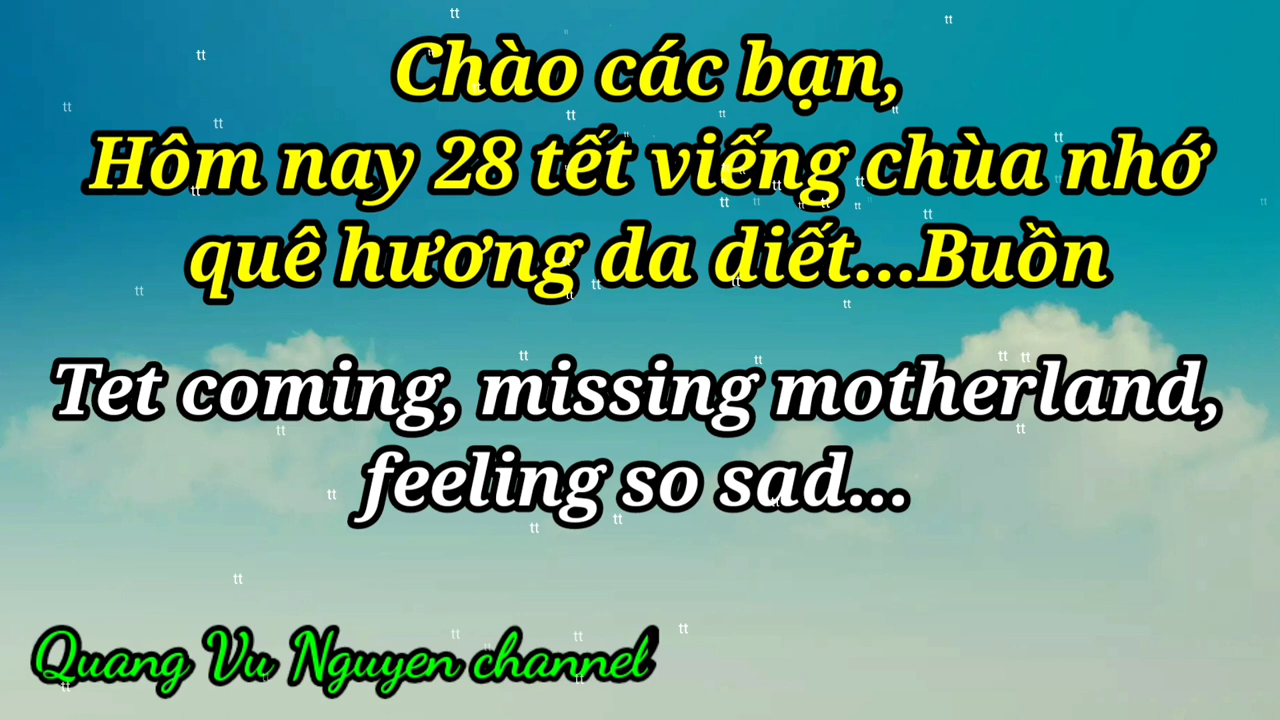 Chào các bạn,
Hôm nay 28 tết viếng chùa nhớ
quê hương da diết...Buồn
Tet coming, missing motherland,
feeling so sad...
Quang Vu Nguyen channel